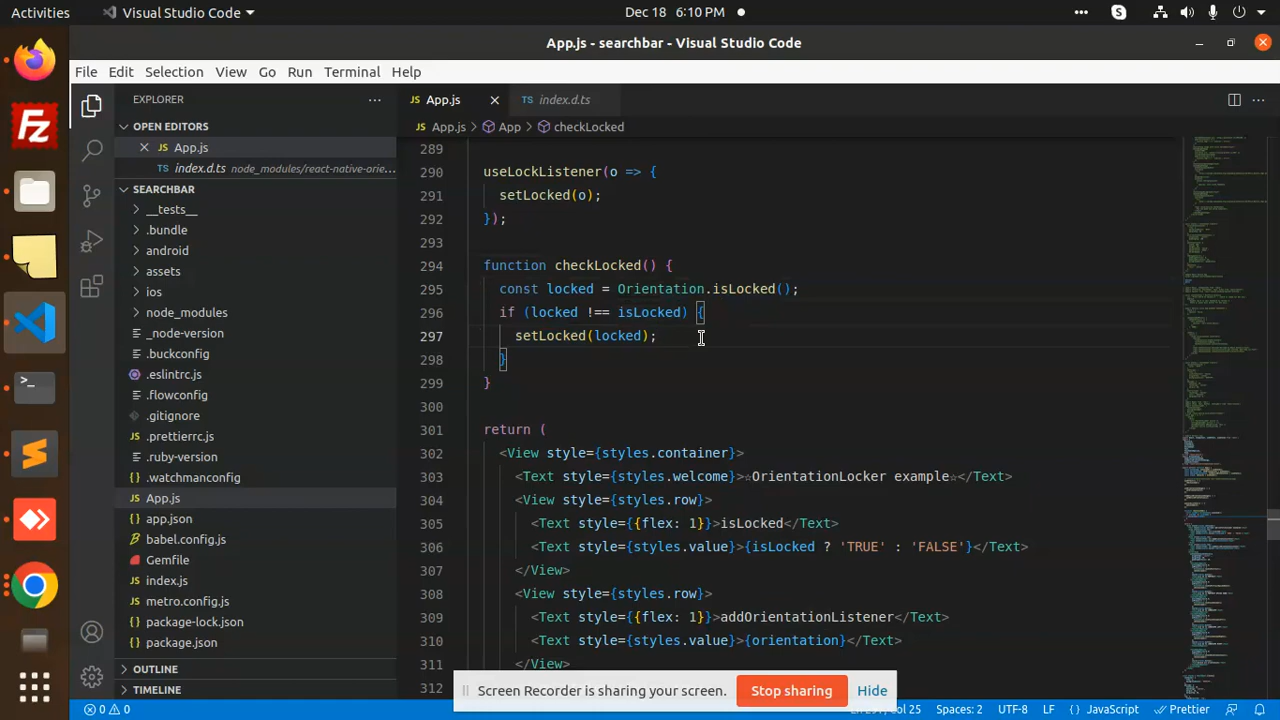 Activities
Visual Studio Code
Dec 18 6:10 PM
App.js - searchbar - Visual Studio Code
File Edit Selection View Go Run Terminal Help
EXPLORER
OPEN EDITORS
JS App.js
TS index.d.ts node_modules/react-native-orie...
SEARCHBAR
__tests__
.bundle
android
assets
ios
node_modules
_node-version
.buckconfig
.eslintrc.js
.flowconfig
.gitignore
.prettierrc.js
.ruby-version
.watchmanconfig
JS App.js
app.json
babel.config.js
Gemfile
JS index.js
JS metro.config.js
package-lock.json
package.json
OUTLINE
TIMELINE
JS App.js
TS index.d.ts
JS App.js > App > checkLocked
289
290 useLockListener(o => {
291 setLocked(o);
292 });
293
294 function checkLocked() {
295 const locked = Orientation.isLocked();
296 if (locked !== isLocked) {
297 setLocked(locked);
298 }
299 }
300
301 return (
302 <View style={styles.container}>
303 <Text style={styles.welcome}>☆OrientationLocker example☆</Text>
304 <View style={styles.row}>
305 <Text style={{flex: 1}}>isLocked</Text>
306 <Text style={styles.value}>{isLocked ? 'TRUE' : 'FALSE'}</Text>
307 </View>
308 <View style={styles.row}>
309 <Text style={{flex: 1}}>addOrientationListener</Text>
310 <Text style={styles.value}>{orientation}</Text>
311 </View>
312
Screen Recorder is sharing your screen. Stop sharing Hide
0 0
Spaces: 2 UTF-8 LF { } JavaScript Prettier